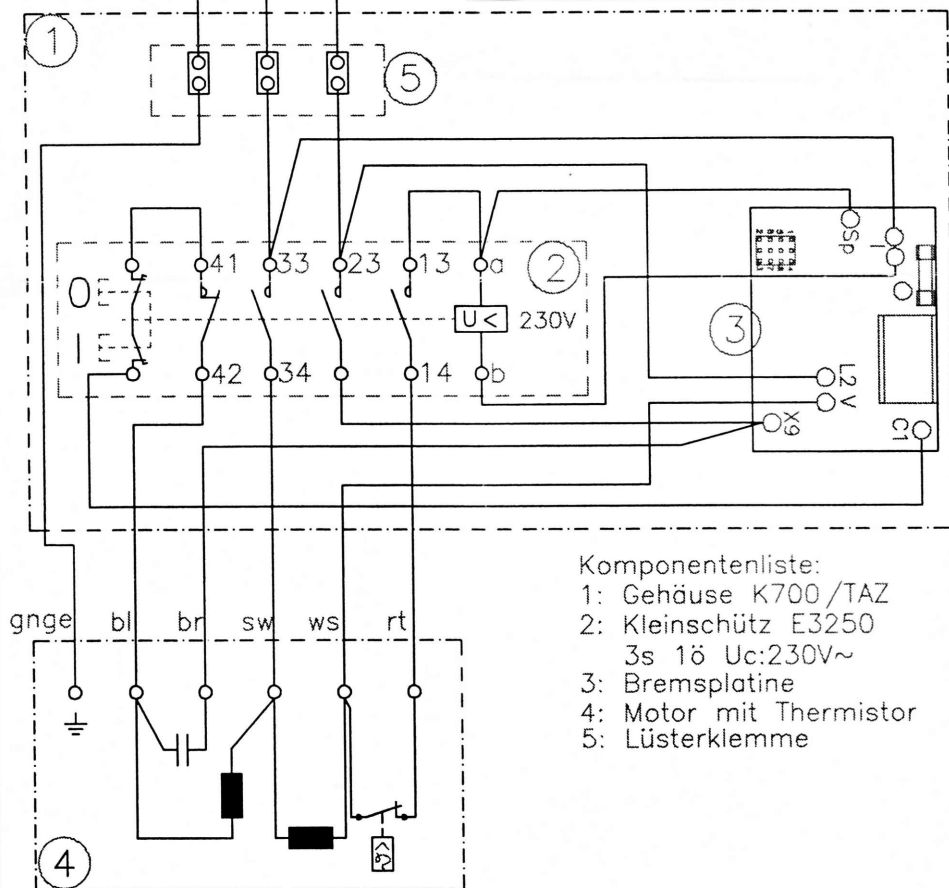 1
5
41 33 23 13 a 2
0
U< 230V
I
42 34 14 b
Sp
I
3
L2
V
X9
C1
Komponentenliste:
1: Gehäuse K700/TAZ
2: Kleinschütz E3250
3s 1ö Uc:230V~
3: Bremsplatine
4: Motor mit Thermistor
5: Lüsterklemme
gnge bl br sw ws rt
4